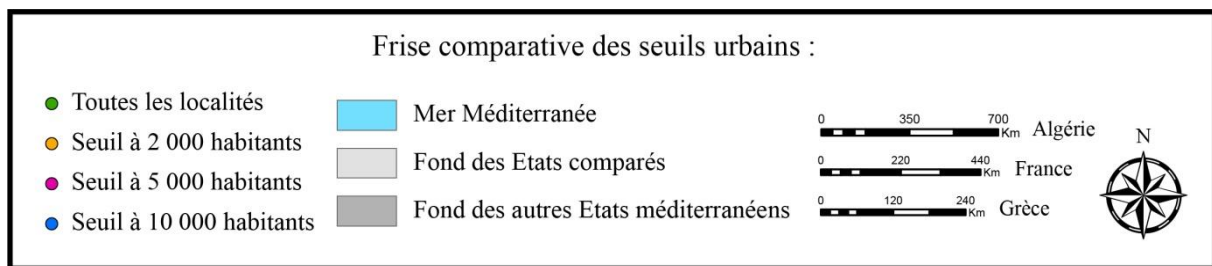 Frise comparative des seuils urbains :
Toutes les localités
Seuil à 2 000 habitants
Seuil à 5 000 habitants
Seuil à 10 000 habitants
Mer Méditerranée
Fond des Etats comparés
Fond des autres Etats méditerranéens
0 350 700
Km Algérie
0 220 440
Km France
0 120 240
Km Grèce
N